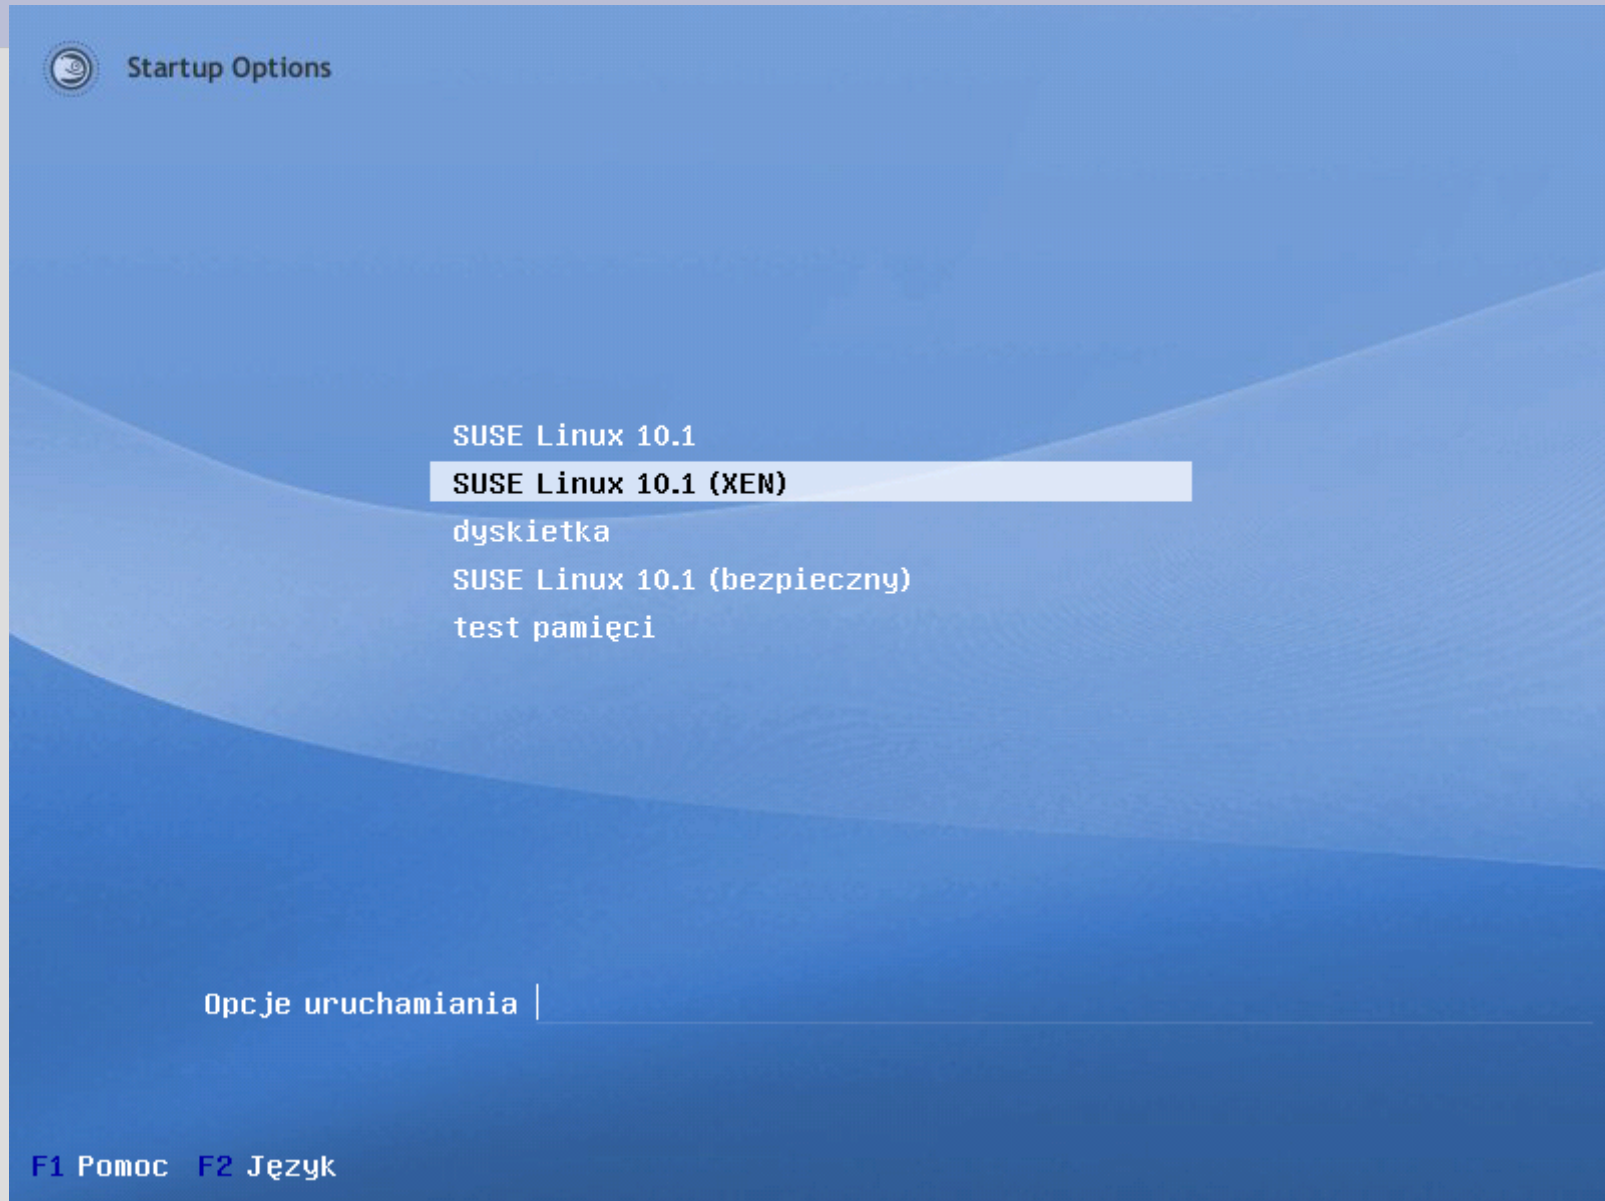 Startup Options
SUSE Linux 10.1
SUSE Linux 10.1 (XEN)
dyskietka
SUSE Linux 10.1 (bezpieczny)
test pamięci
Opcje uruchamiania
F1 Pomoc F2 Język